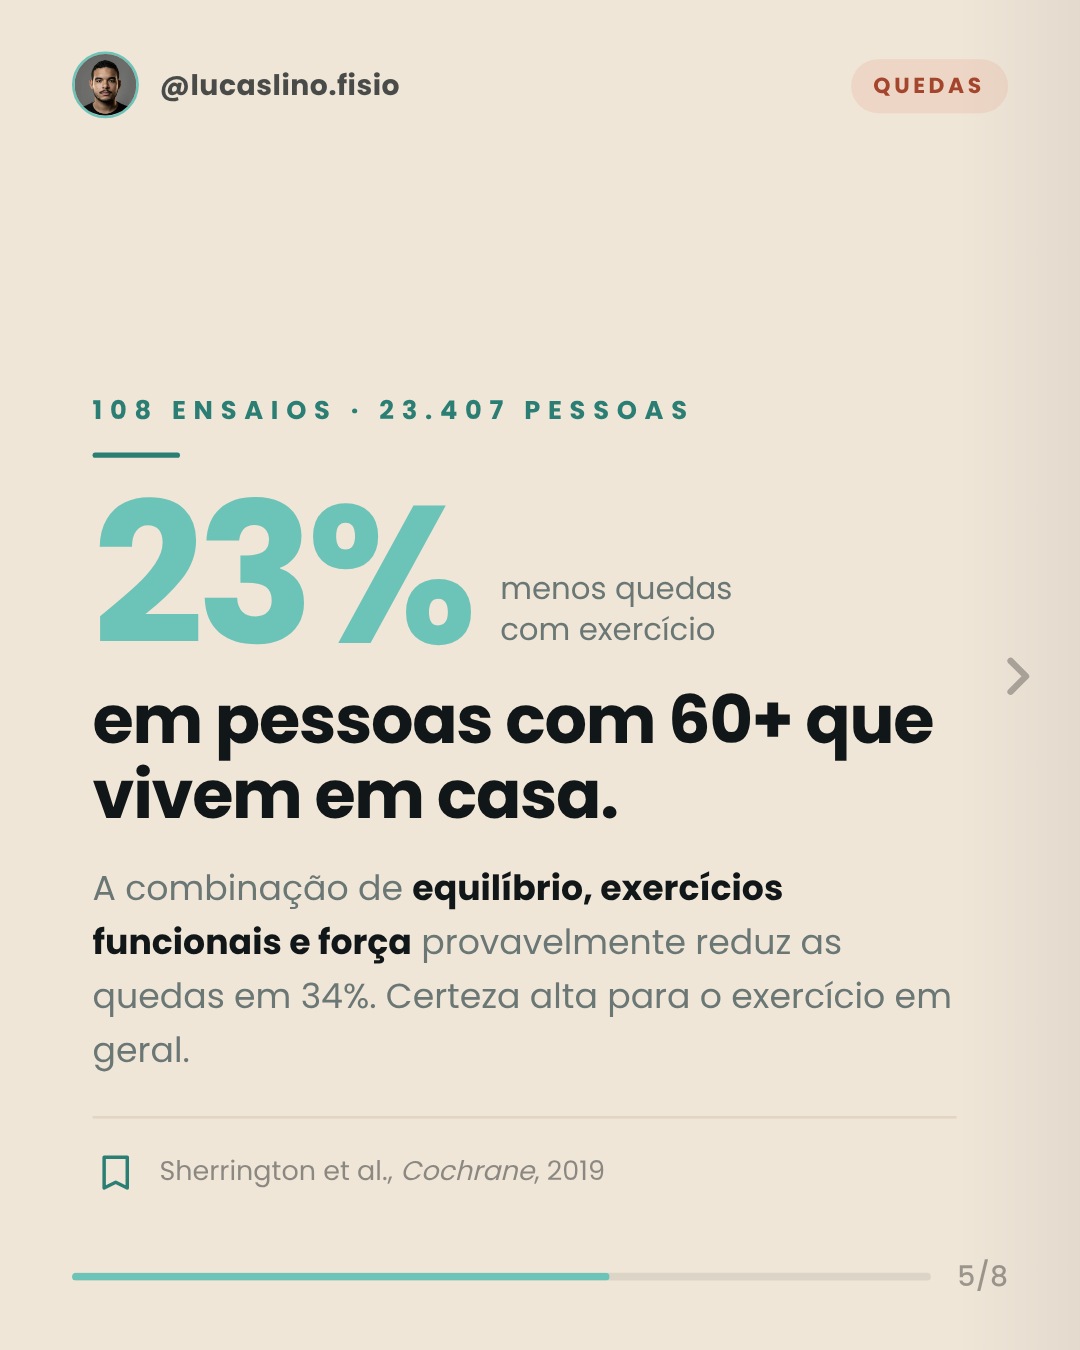 @lucaslino.fisio
QUEDAS
108 ENSAIOS · 23.407 PESSOAS
23%
menos quedas
com exercício
em pessoas com 60+ que
vivem em casa.
A combinação de equilíbrio, exercícios
funcionais e força provavelmente reduz as
quedas em 34%. Certeza alta para o exercício em
geral.
Sherrington et al., Cochrane, 2019
5/8